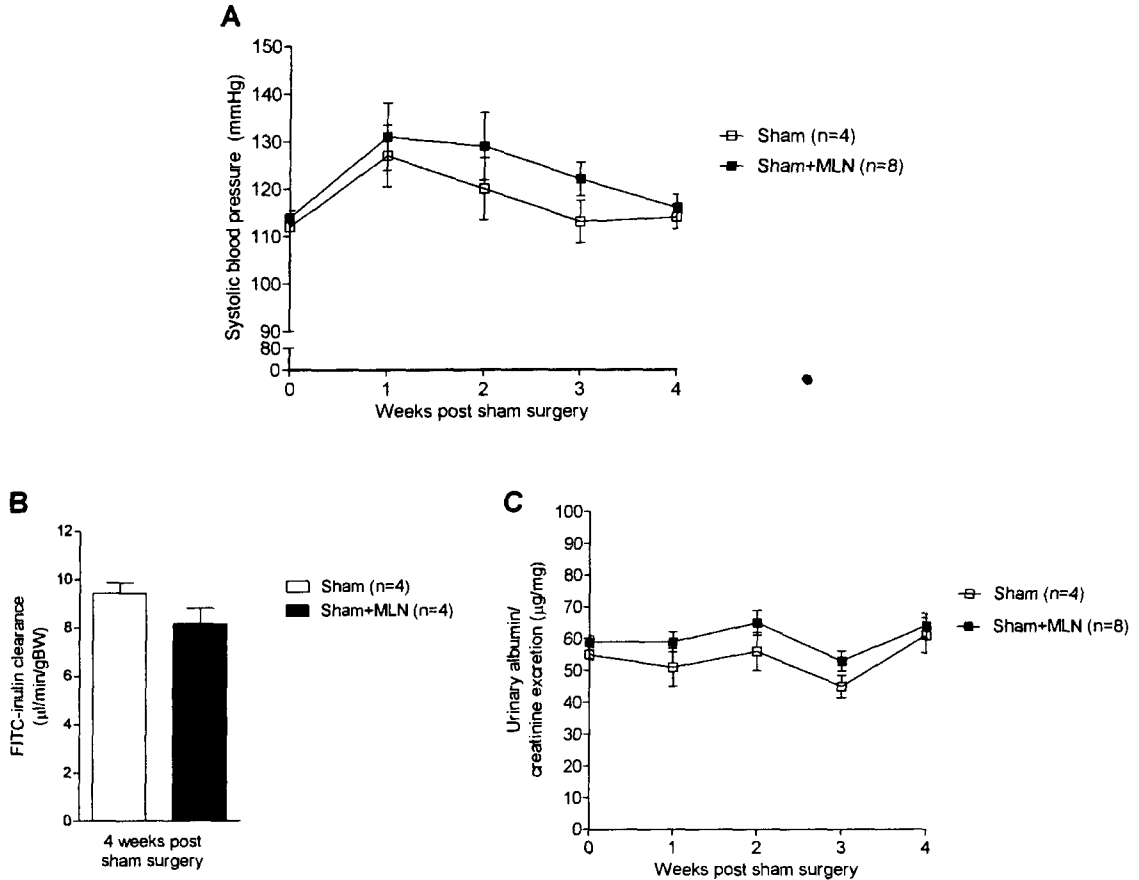 A
150
140
130
120
110
100
90
80
0
Systolic blood pressure (mmHg)
0 1 2 3 4
Weeks post sham surgery
Sham (n=4)
Sham+MLN (n=8)
B
12
10
8
6
4
2
0
FITC-inulin clearance
(µl/min/gBW)
4 weeks post
sham surgery
Sham (n=4)
Sham+MLN (n=4)
C
100
90
80
70
60
50
40
30
20
10
0
Urinary albumin/
creatinine excretion (µg/mg)
0 1 2 3 4
Weeks post sham surgery
Sham (n=4)
Sham+MLN (n=8)